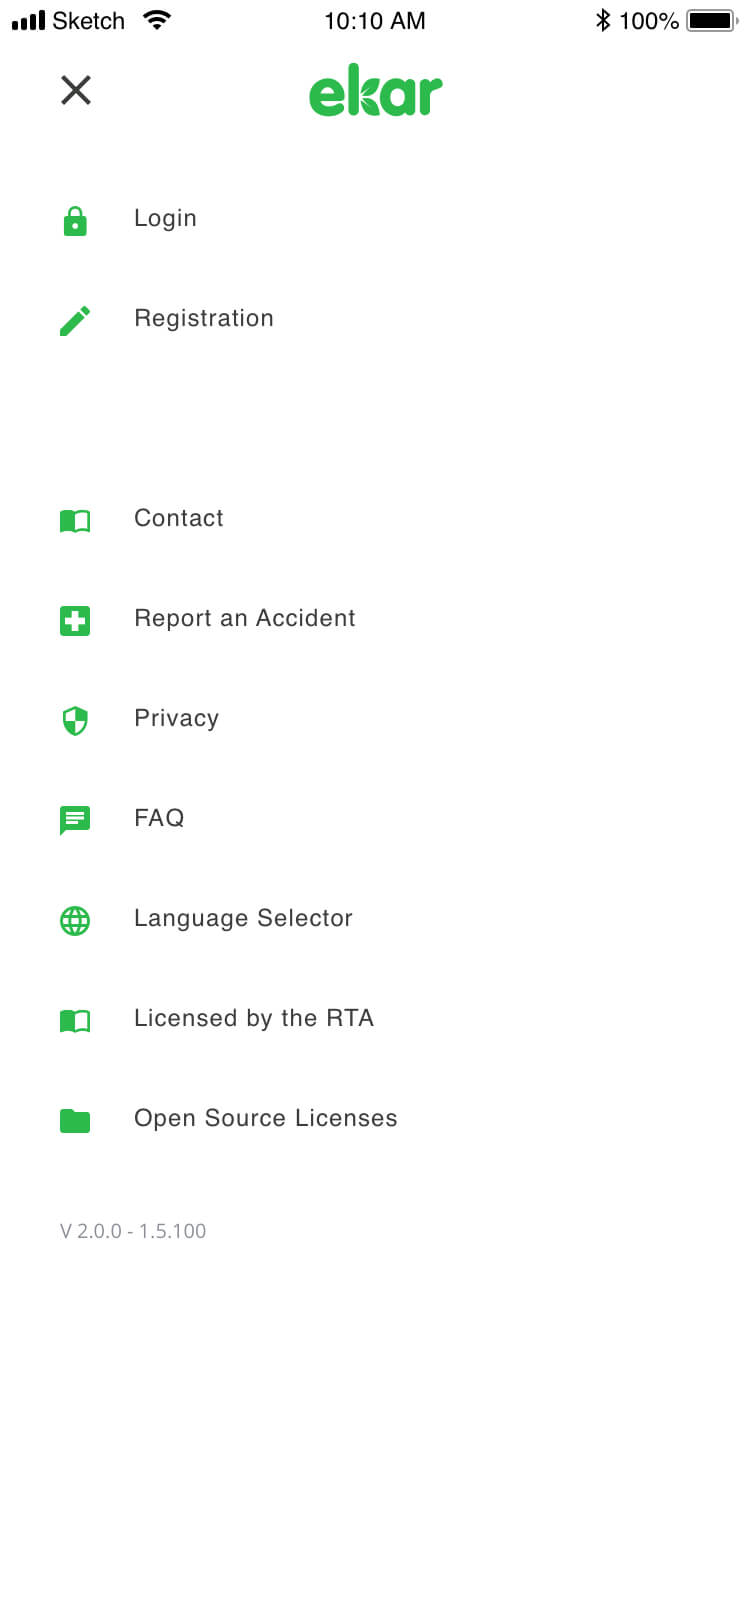 Sketch 10:10 AM 100%
ekar
Login
Registration
Contact
Report an Accident
Privacy
FAQ
Language Selector
Licensed by the RTA
Open Source Licenses
V 2.0.0 - 1.5.100